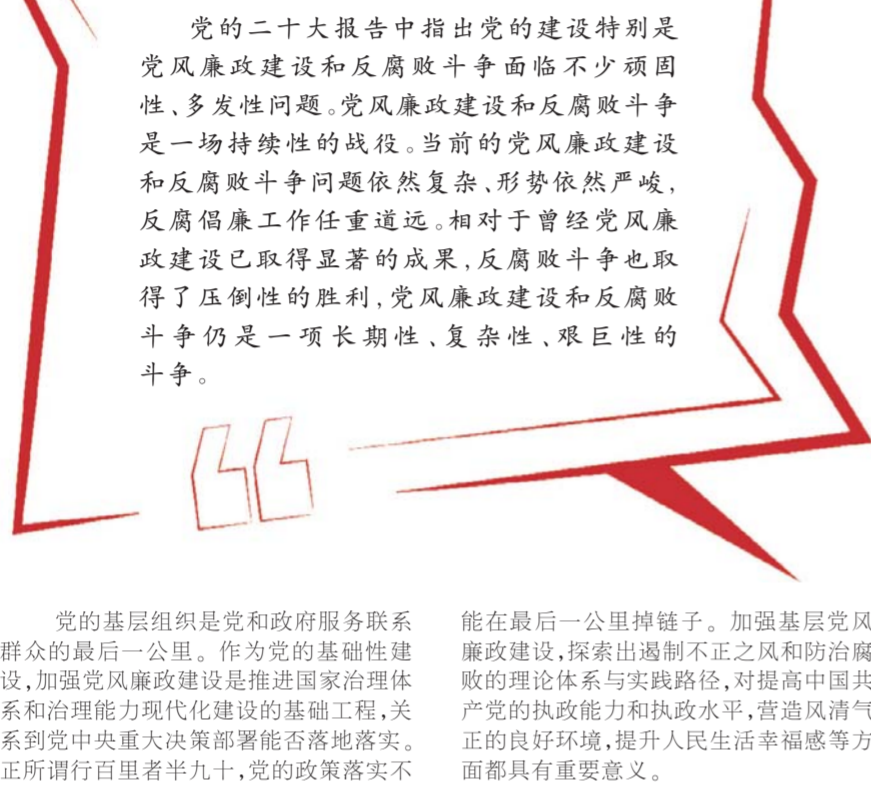 党的二十大报告中指出党的建设特别是
党风廉政建设和反腐败斗争面临不少顽固
性、多发性问题。党风廉政建设和反腐败斗争
是一场持续性的战役。当前的党风廉政建设
和反腐败斗争问题依然复杂、形势依然严峻,
反腐倡廉工作任重道远。相对于曾经党风廉
政建设已取得显著的成果,反腐败斗争也取
得了压倒性的胜利,党风廉政建设和反腐败
斗争仍是一项长期性、复杂性、艰巨性的
斗争。
党的基层组织是党和政府服务联系
群众的最后一公里。作为党的基础性建
设,加强党风廉政建设是推进国家治理体
系和治理能力现代化建设的基础工程,关
系到党中央重大决策部署能否落地落实。
正所谓行百里者半九十,党的政策落实不
能在最后一公里掉链子。加强基层党风
廉政建设,探索出遏制不正之风和防治腐
败的理论体系与实践路径,对提高中国共
产党的执政能力和执政水平,营造风清气
正的良好环境,提升人民生活幸福感等方
面都具有重要意义。